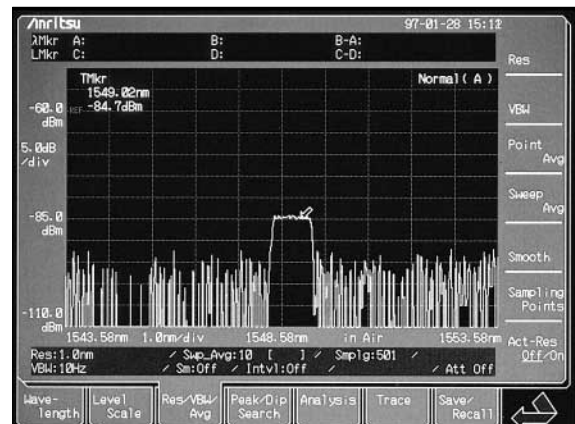 Anritsu 97-01-28 15:12
λMkr A: B: B-A:
LMkr C: D: C-D:
Res
TMkr
1549.02nm
-84.7dBm
Normal( A )
-60.0
dBm
REF
VBW
5.0dB
/div
Point
Avg
Sweep
Avg
-85.0
dBm
Smooth
Sampling
Points
-110.0
dBm
1543.58nm 1.0nm/div 1548.58nm in Air 1553.58nm
Act-Res
Off/On
Res:1.0nm / Swp_Avg:10 [ ] / Smplg:501 /
VBW:10Hz / Sm:Off / Intvl:Off / / Att Off
Wave-
length
Level
Scale
Res/VBW/
Avg
Peak/Dip
Search
Analysis
Trace
Save/
Recall